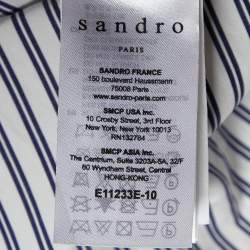 sandro
PARIS
SANDRO FRANCE
150 boulevard Haussmann
75008 Paris
www.sandro-paris.com
SMCP USA Inc.
10 Crosby Street, 3rd Floor
New York, New York 10013
RN132784
SMCP ASIA Inc.
The Centrium, Suite 3203A-5A, 32/F
60 Wyndham Street, Central
HONG-KONG
E11233E-10